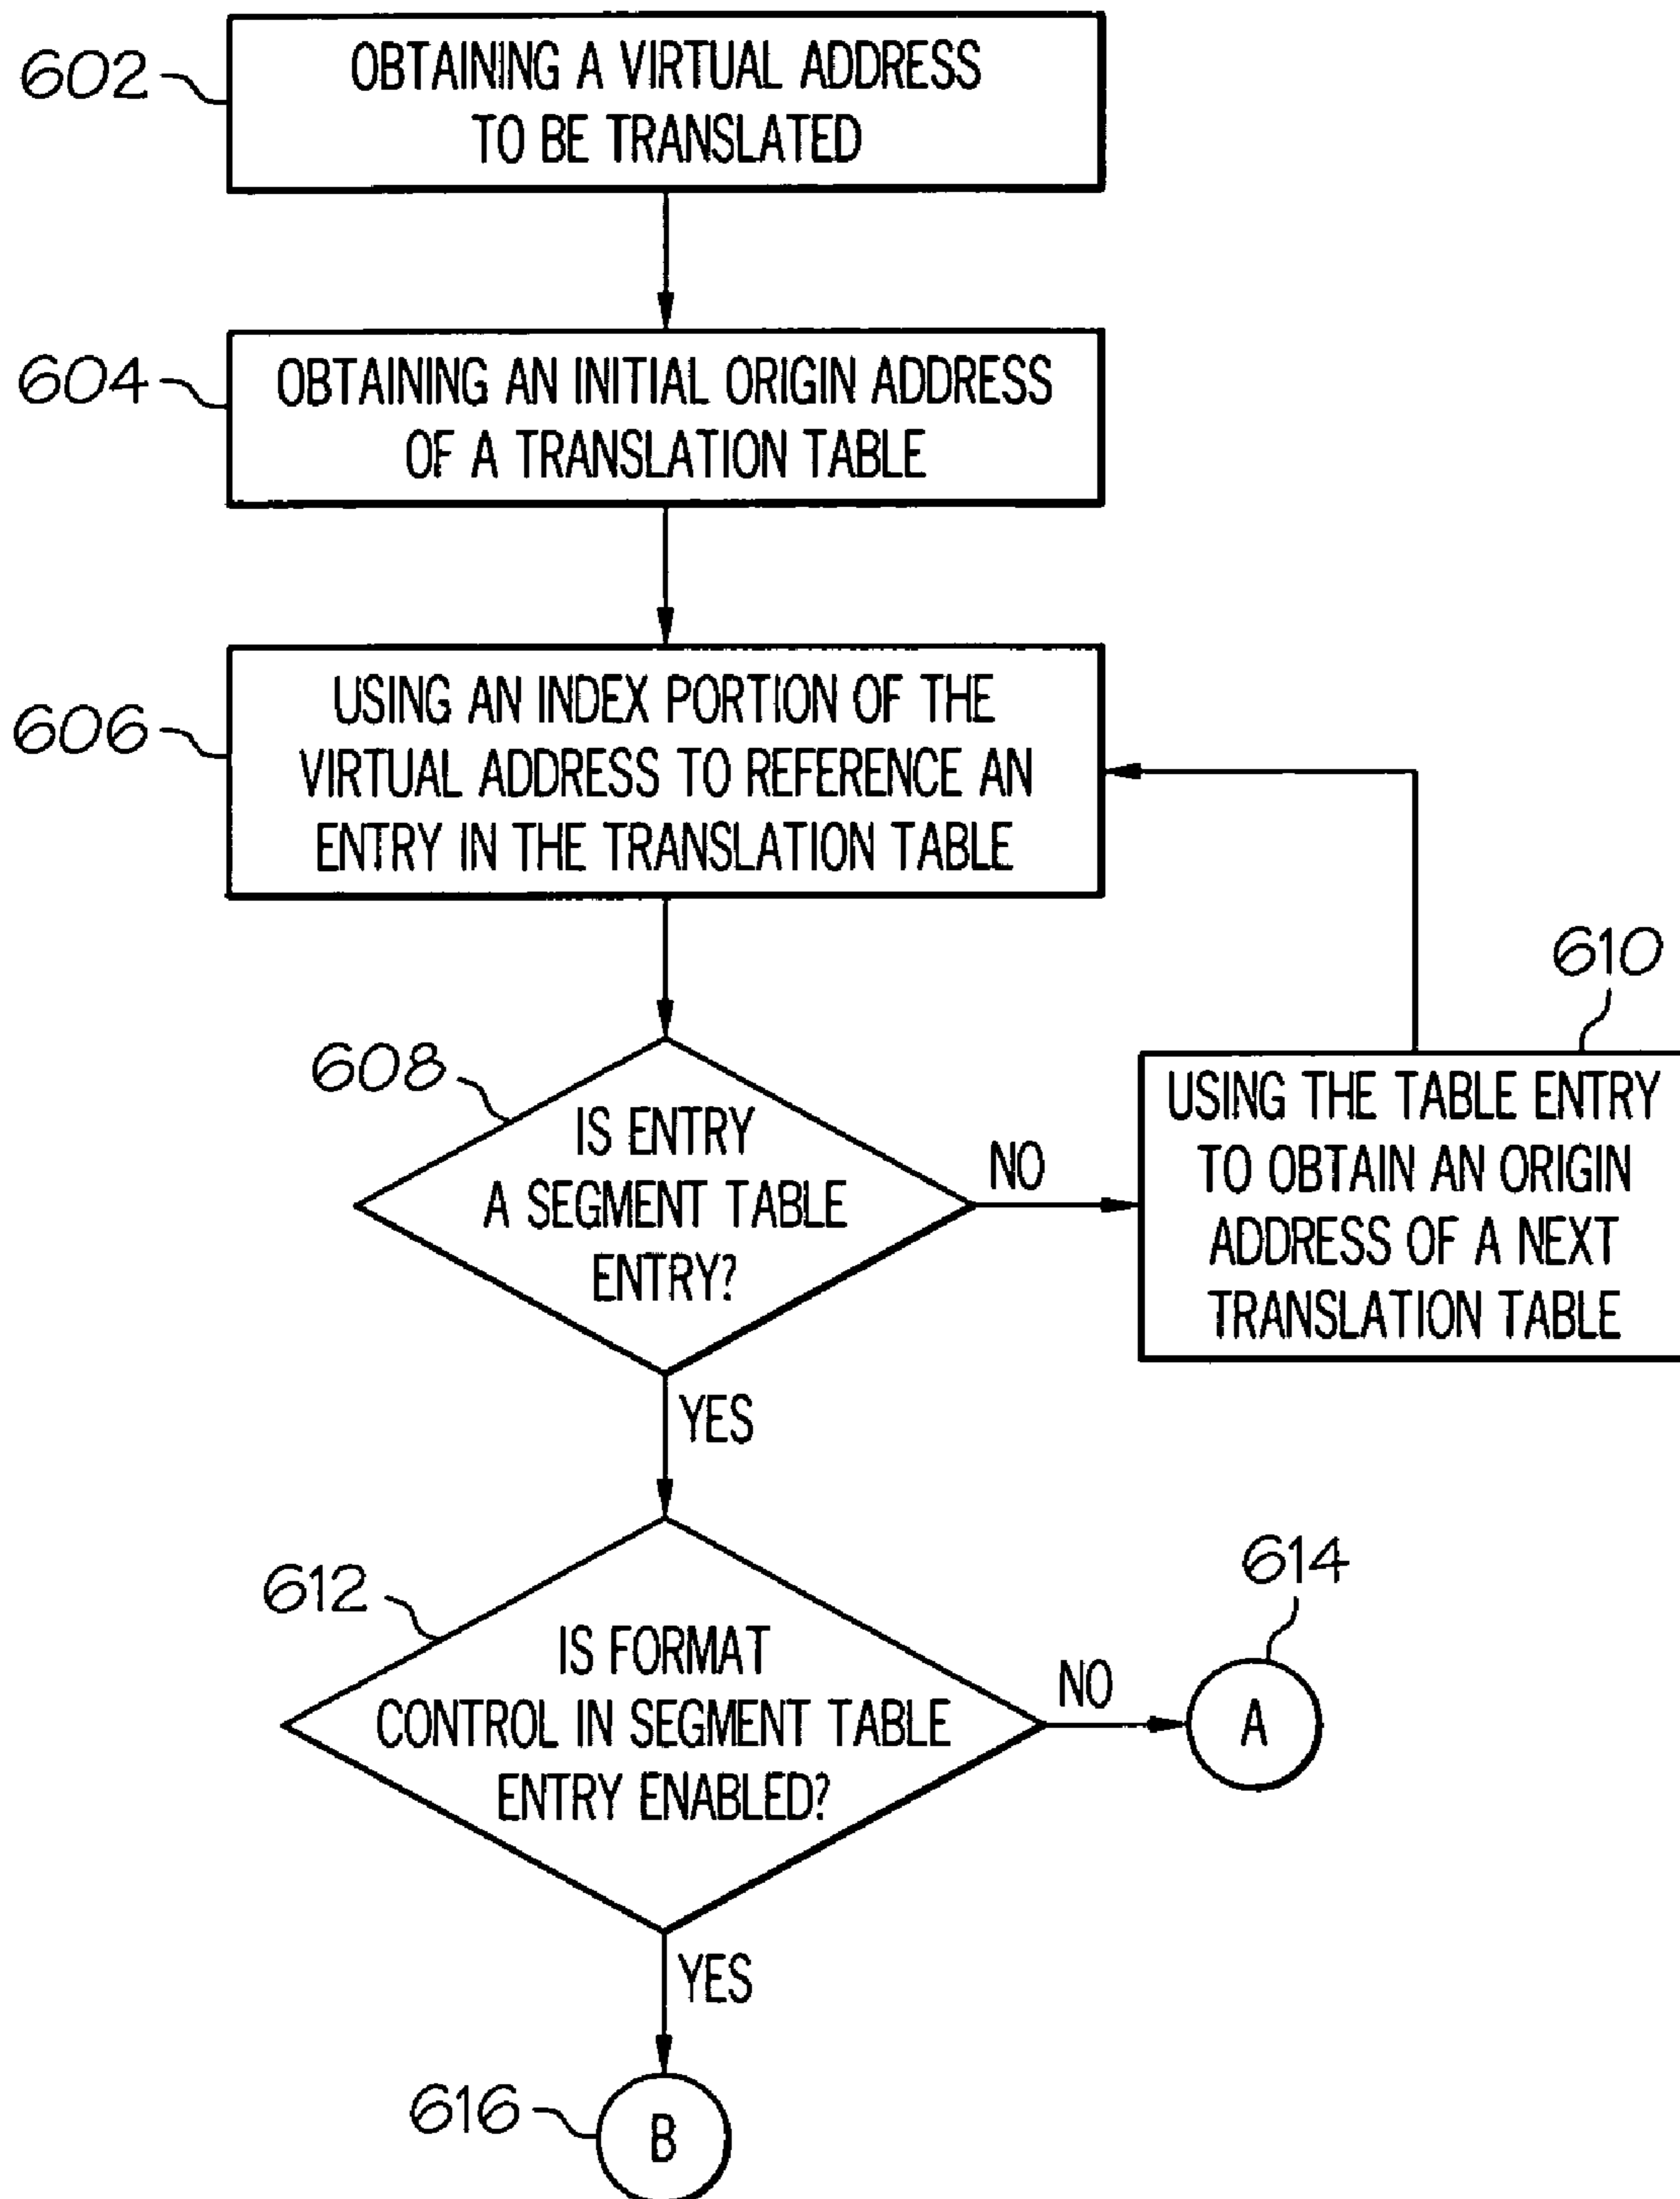 602
OBTAINING A VIRTUAL ADDRESS
TO BE TRANSLATED
604
OBTAINING AN INITIAL ORIGIN ADDRESS
OF A TRANSLATION TABLE
606
USING AN INDEX PORTION OF THE
VIRTUAL ADDRESS TO REFERENCE AN
ENTRY IN THE TRANSLATION TABLE
608
IS ENTRY
A SEGMENT TABLE
ENTRY?
NO
610
USING THE TABLE ENTRY
TO OBTAIN AN ORIGIN
ADDRESS OF A NEXT
TRANSLATION TABLE
YES
612
IS FORMAT
CONTROL IN SEGMENT TABLE
ENTRY ENABLED?
NO
614
A
YES
616
B